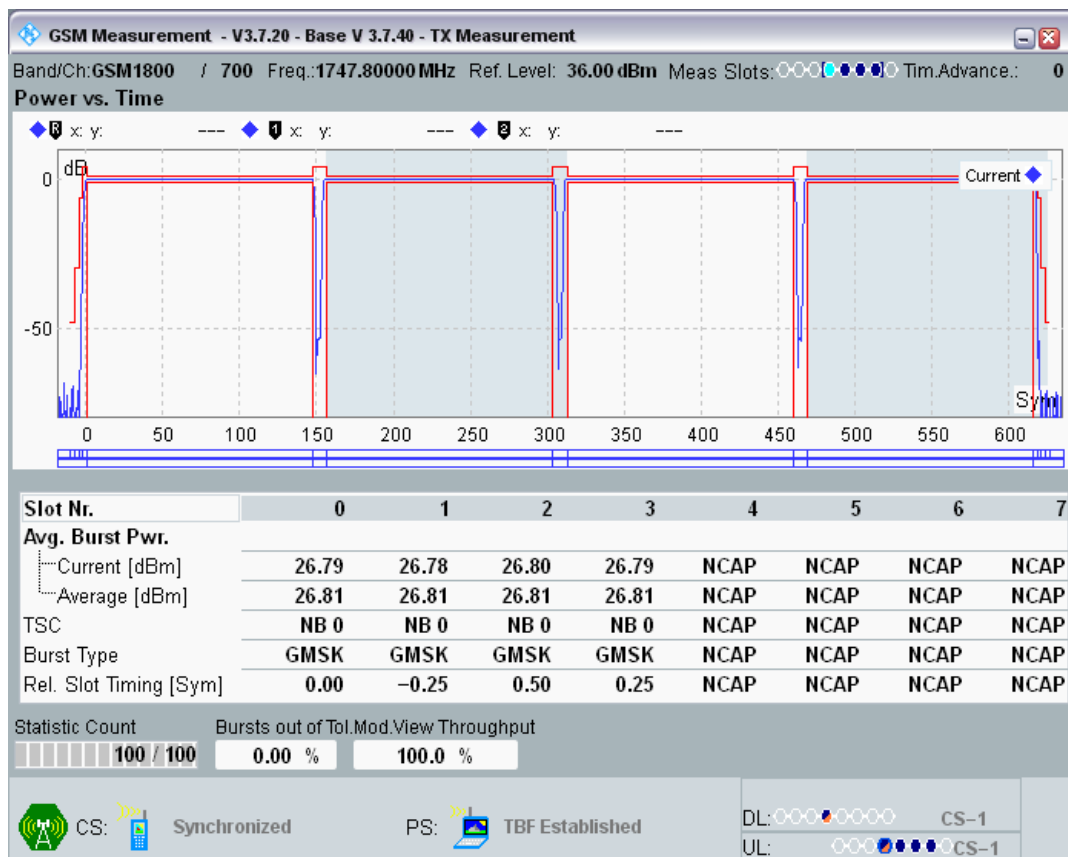 GSM Measurement - V3.7.20 - Base V 3.7.40 - TX Measurement
Band/Ch:GSM1800 / 700 Freq.:1747.80000 MHz Ref. Level: 36.00 dBm Meas Slots: Tim.Advance.: 0
Power vs. Time
R x: y: --- 1 x: y: --- 2 x: y: ---
dB
Current
0
-50
Sym
0 50 100 150 200 250 300 350 400 450 500 550 600
Slot Nr. 0 1 2 3 4 5 6 7
Avg. Burst Pwr.
Current [dBm] 26.79 26.78 26.80 26.79 NCAP NCAP NCAP NCAP
Average [dBm] 26.81 26.81 26.81 26.81 NCAP NCAP NCAP NCAP
TSC NB 0 NB 0 NB 0 NB 0 NCAP NCAP NCAP NCAP
Burst Type GMSK GMSK GMSK GMSK NCAP NCAP NCAP NCAP
Rel. Slot Timing [Sym] 0.00 −0.25 0.50 0.25 NCAP NCAP NCAP NCAP
Statistic Count Bursts out of Tol.Mod.View Throughput
100 / 100 0.00 % 100.0 %
CS: Synchronized PS: TBF Established
DL: CS−1
UL: CS−1